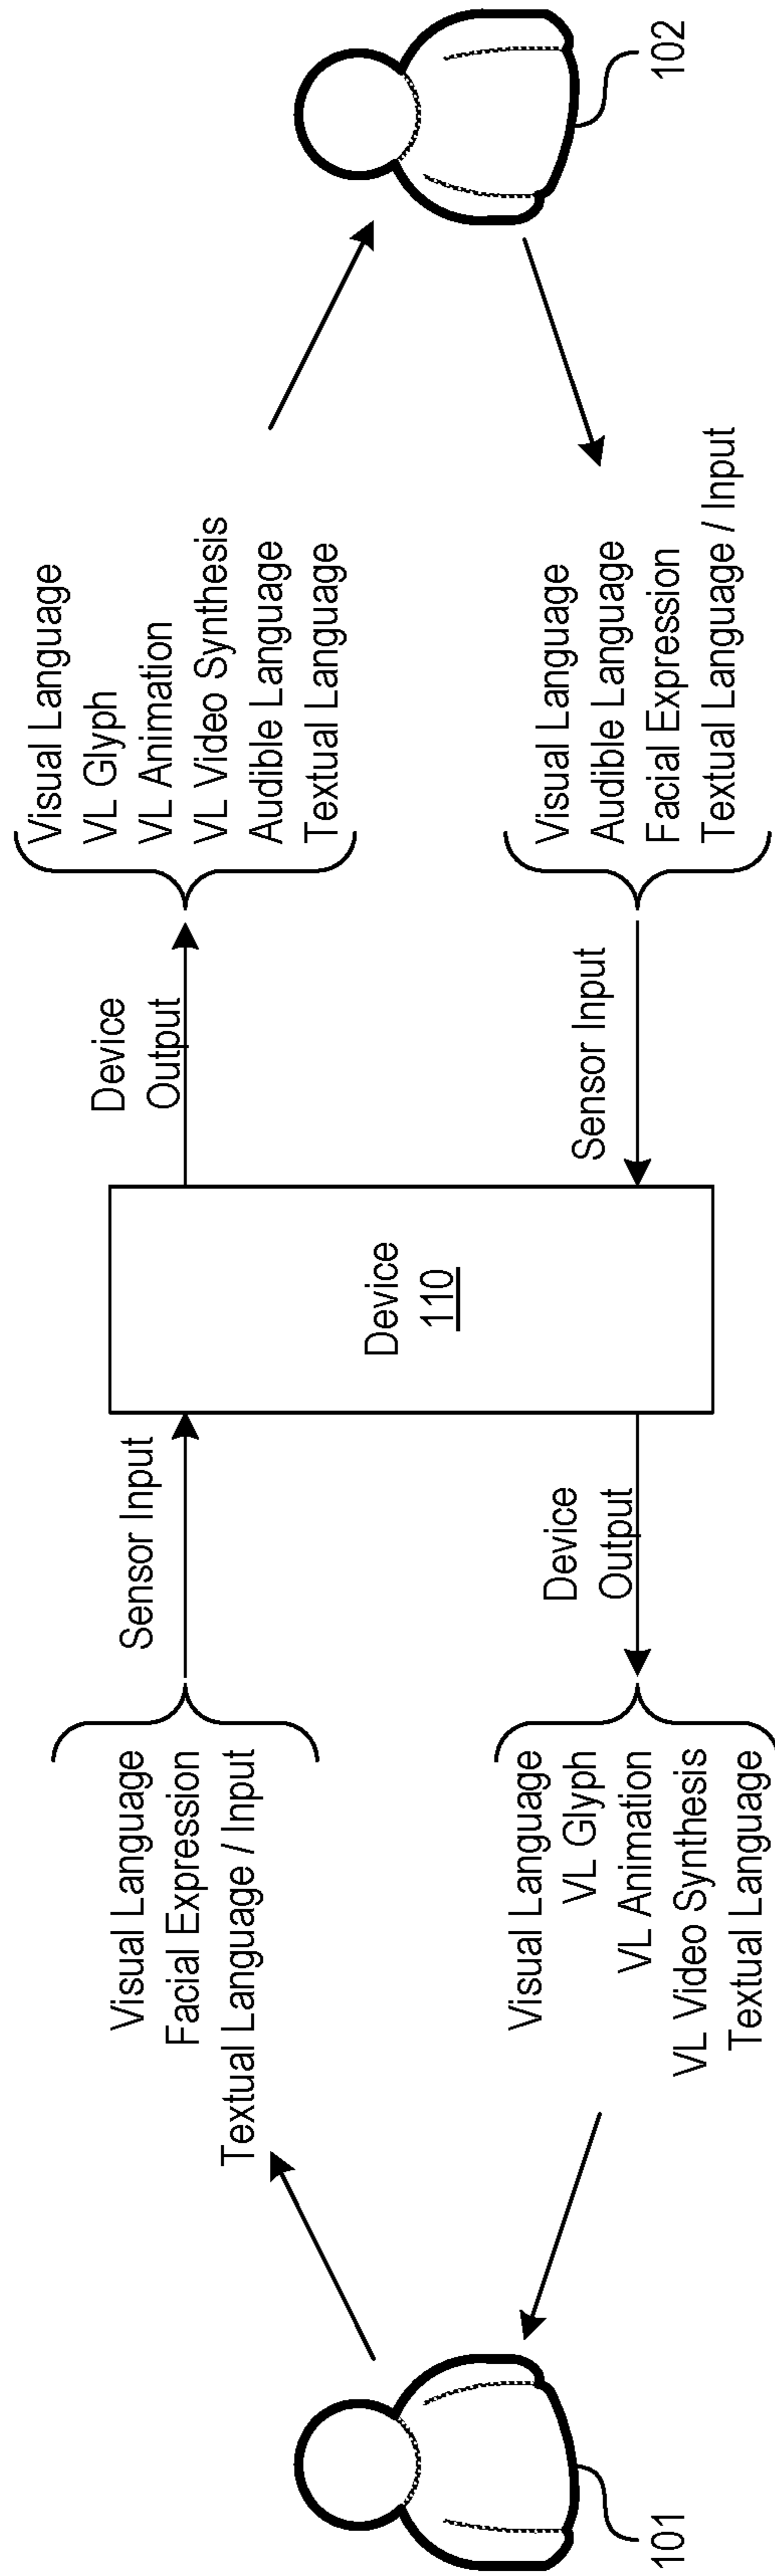 Visual Language
Facial Expression
Textual Language / Input
Sensor Input
Device
Output
Visual Language
VL Glyph
VL Animation
VL Video Synthesis
Audible Language
Textual Language
Device
110
101
Visual Language
VL Glyph
VL Animation
VL Video Synthesis
Textual Language
Device
Output
Sensor Input
Visual Language
Audible Language
Facial Expression
Textual Language / Input
102